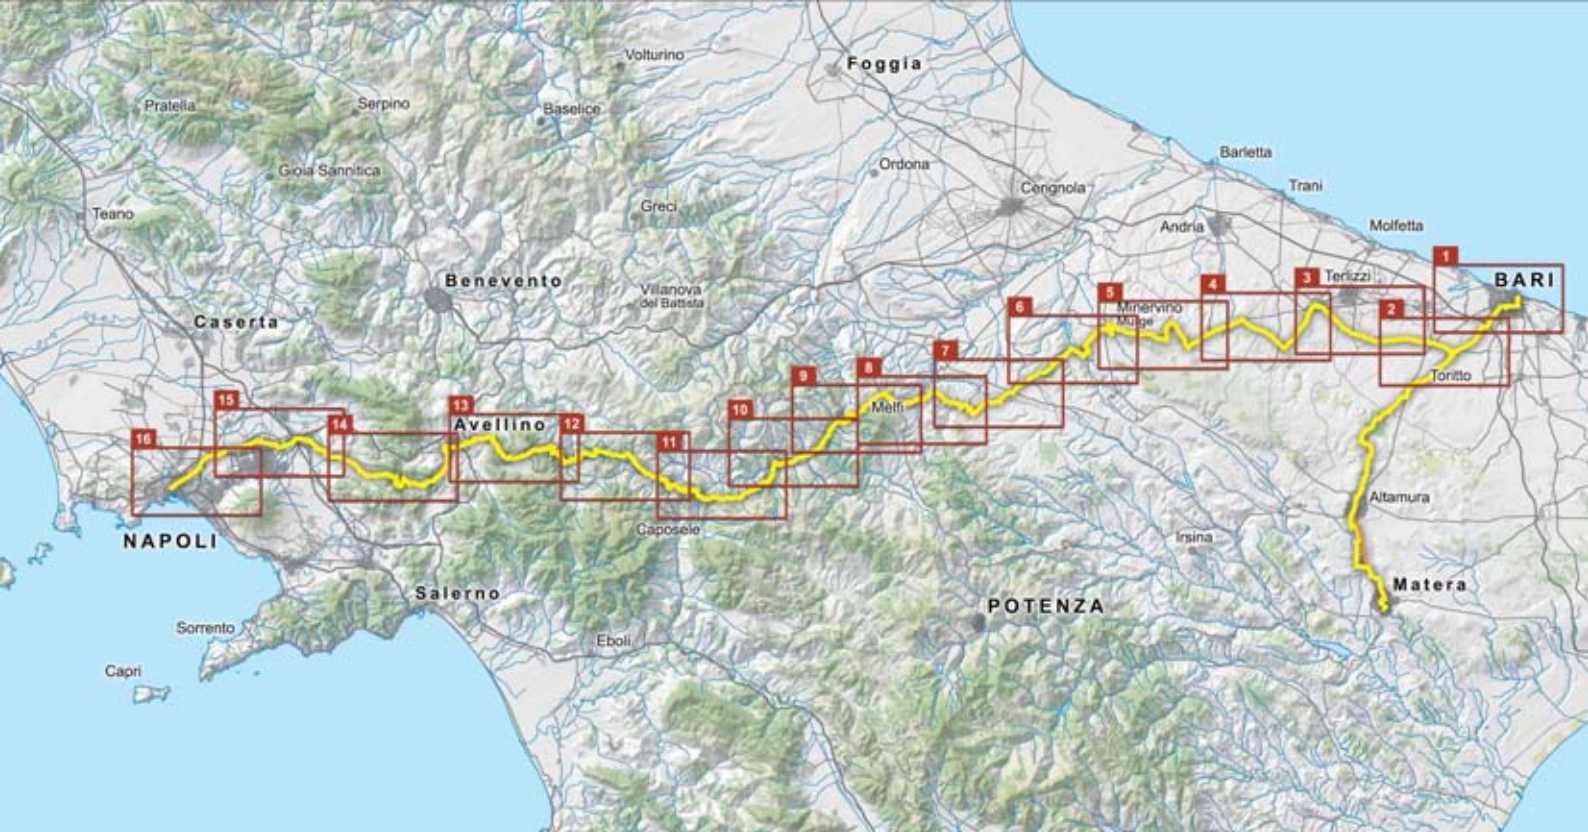 Volturino
Foggia
Pratella
Serpino
Baselice
Barletta
Ordona
Gioia Sannitica
Cerignola
Trani
Greci
Teano
Andria
Molfetta
1
BARI
3
Terlizzi
Benevento
4
5
Villanova
del Battista
6
Minervino
Murge
2
Caserta
7
8
9
Toritto
15
13
10
Melfi
14
Avellino
12
16
11
Altamura
Caposele
NAPOLI
Irsina
Matera
Salerno
POTENZA
Sorrento
Eboli
Capri